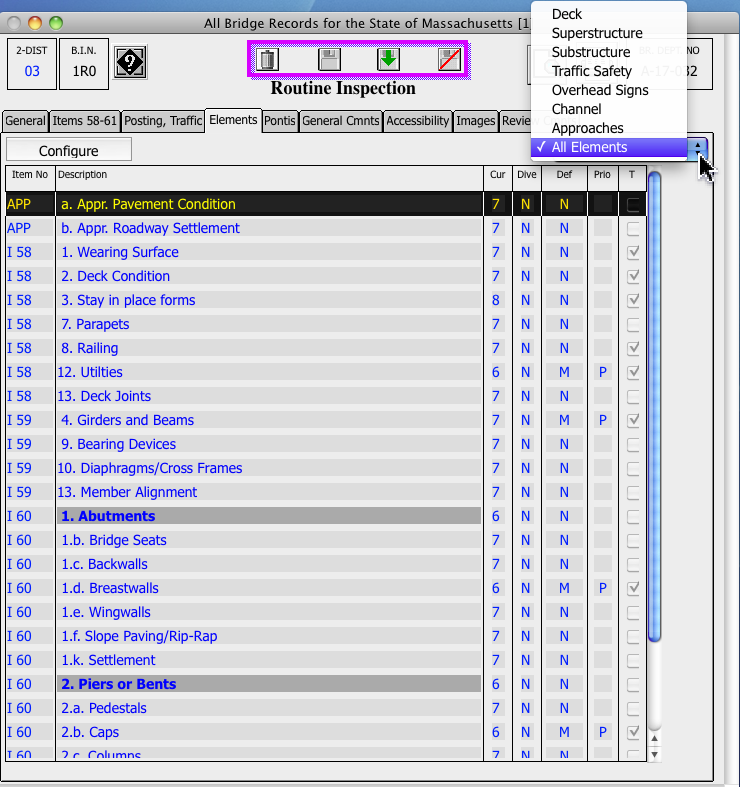 All Bridge Records for the State of Massachusetts [1
Deck
Superstructure
Substructure
Traffic Safety
Overhead Signs
Channel
Approaches
✓ All Elements
2-DIST
03
B.I.N.
1R0
BR. DEPT. NO
A-17-032
Routine Inspection
General Items 58-61 Posting, Traffic Elements Pontis General Cmnts Accessibility Images Review
Configure
Item No Description Cur Dive Def Prio T
APP a. Appr. Pavement Condition 7 N N
APP b. Appr. Roadway Settlement 7 N N
I 58 1. Wearing Surface 7 N N
I 58 2. Deck Condition 7 N N
I 58 3. Stay in place forms 8 N N
I 58 7. Parapets 7 N N
I 58 8. Railing 7 N N
I 58 12. Utilties 6 N M P
I 58 13. Deck Joints 7 N N
I 59 4. Girders and Beams 7 N M P
I 59 9. Bearing Devices 7 N N
I 59 10. Diaphragms/Cross Frames 7 N N
I 59 13. Member Alignment 7 N N
I 60 1. Abutments 6 N N
I 60 1.b. Bridge Seats 7 N N
I 60 1.c. Backwalls 7 N N
I 60 1.d. Breastwalls 6 N M P
I 60 1.e. Wingwalls 7 N N
I 60 1.f. Slope Paving/Rip-Rap 7 N N
I 60 1.k. Settlement 7 N N
I 60 2. Piers or Bents 6 N N
I 60 2.a. Pedestals 7 N N
I 60 2.b. Caps 6 N M P
I 60 2.c. Columns 7 N N